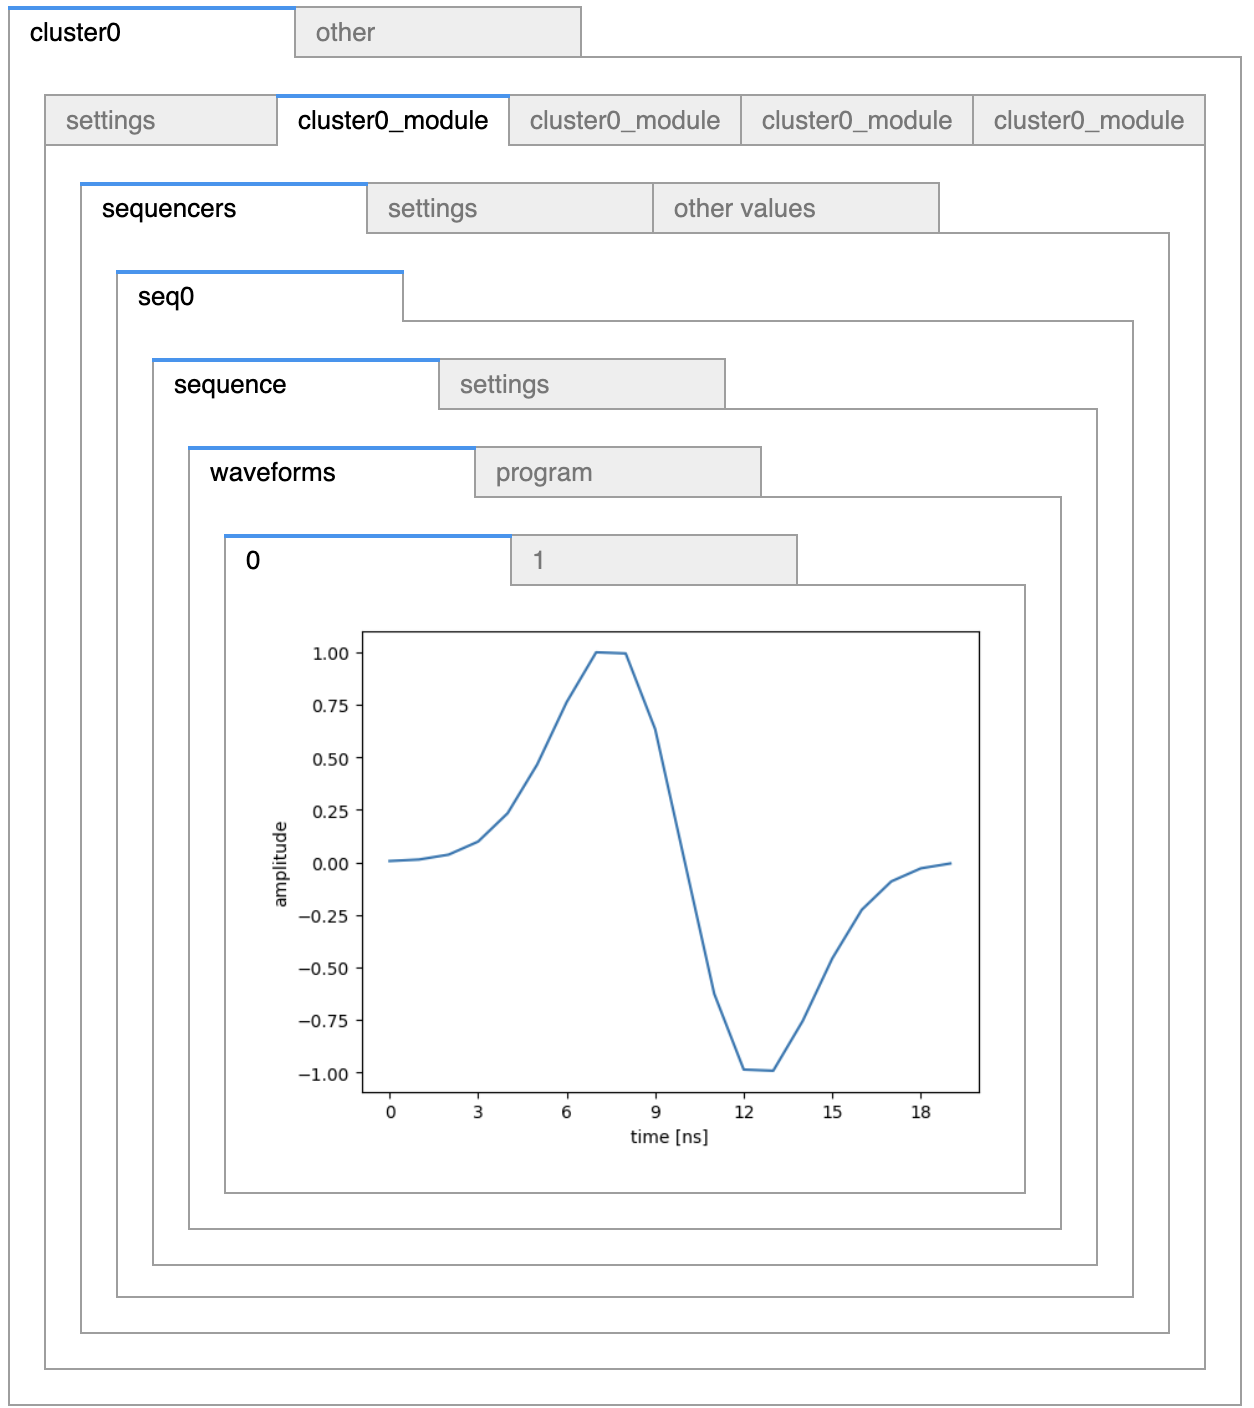 cluster0 other
settings cluster0_module cluster0_module cluster0_module cluster0_module
sequencers settings other values
seq0
sequence settings
waveforms program
0 1
1.00
0.75
0.50
0.25
0.00
−0.25
−0.50
−0.75
−1.00
amplitude
0 3 6 9 12 15 18
time [ns]